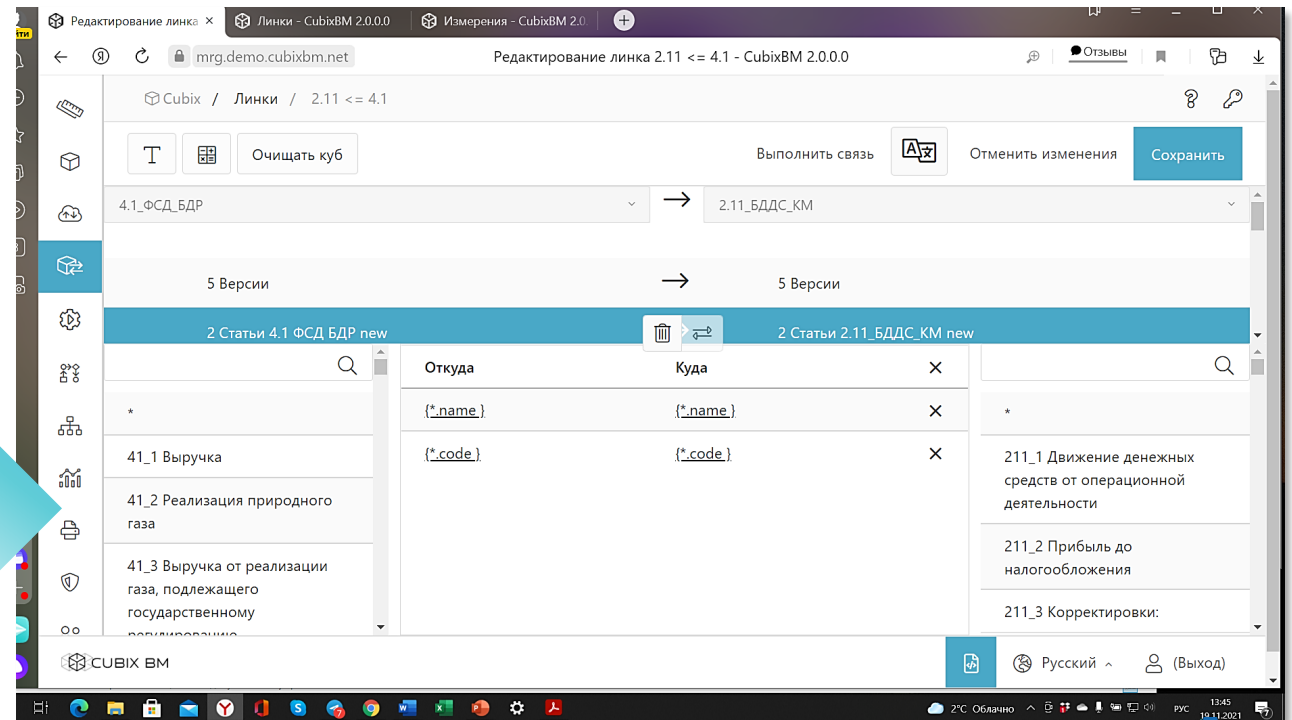 Редактирование линка
Линки - CubixBM 2.0.0.0
Измерения - CubixBM 2.0.
mrg.demo.cubixbm.net
Редактирование линка 2.11 <= 4.1 - CubixBM 2.0.0.0
Отзывы
Cubix / Линки / 2.11 <= 4.1
Очищать куб
Выполнить связь
Отменить изменения
Сохранить
4.1_ФСД_БДР
2.11_БДДС_КМ
5 Версии
5 Версии
2 Статьи 4.1 ФСД БДР new
2 Статьи 2.11_БДДС_КМ new
Откуда
Куда
*
{*.name }
{*.name }
*
41_1 Выручка
{*.code }
{*.code }
211_1 Движение денежных
средств от операционной
деятельности
41_2 Реализация природного
газа
211_2 Прибыль до
налогообложения
41_3 Выручка от реализации
газа, подлежащего
государственному
регулированию
211_3 Корректировки:
CUBIX BM
Русский
(Выход)
2°C Облачно
РУС
13:45
19.11.2021